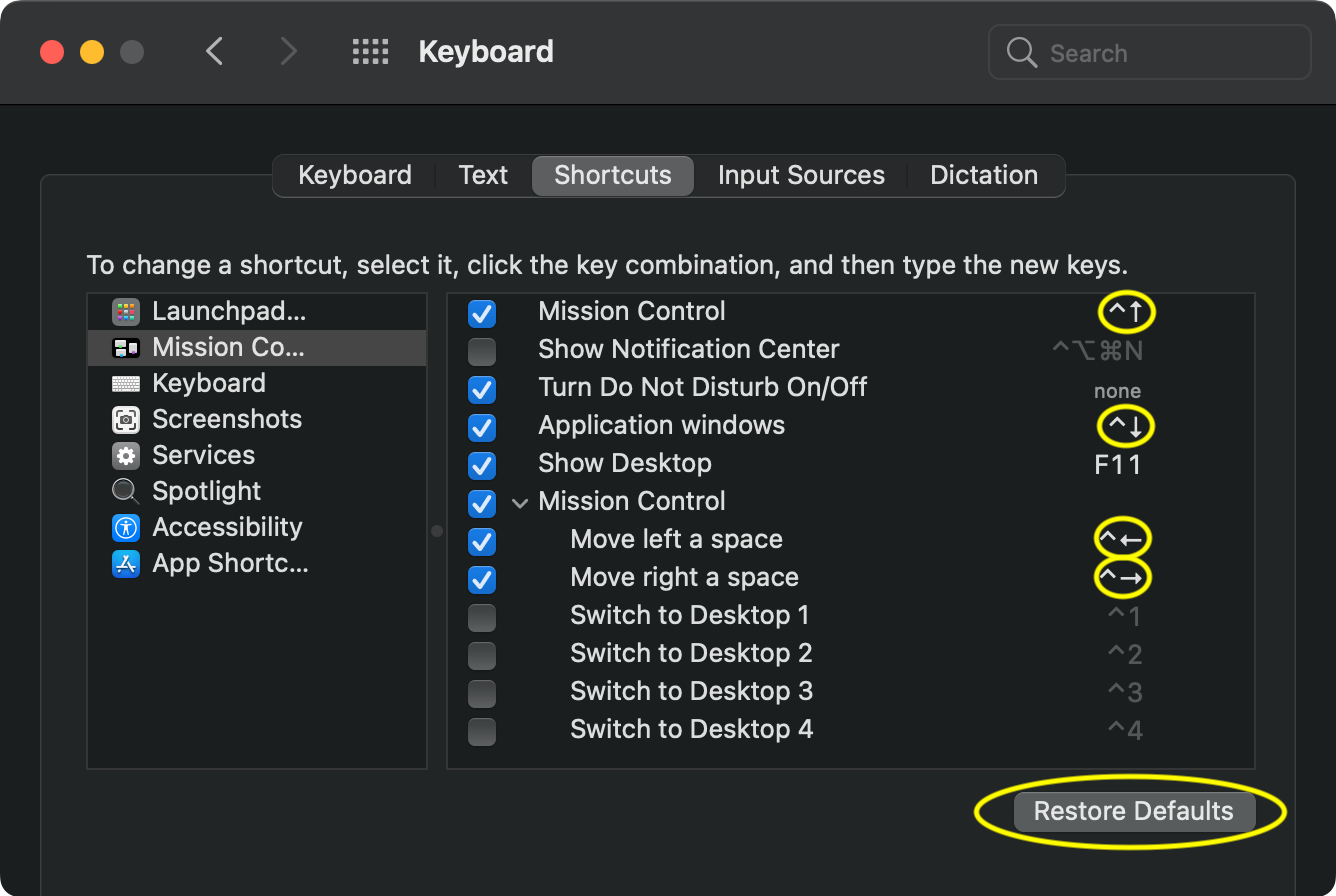 Keyboard
Search
Keyboard Text Shortcuts Input Sources Dictation
To change a shortcut, select it, click the key combination, and then type the new keys.
Launchpad...
Mission Co...
Keyboard
Screenshots
Services
Spotlight
Accessibility
App Shortc...
Mission Control ^↑
Show Notification Center ^⌥⌘N
Turn Do Not Disturb On/Off none
Application windows ^↓
Show Desktop F11
Mission Control
Move left a space ^←
Move right a space ^→
Switch to Desktop 1 ^1
Switch to Desktop 2 ^2
Switch to Desktop 3 ^3
Switch to Desktop 4 ^4
Restore Defaults